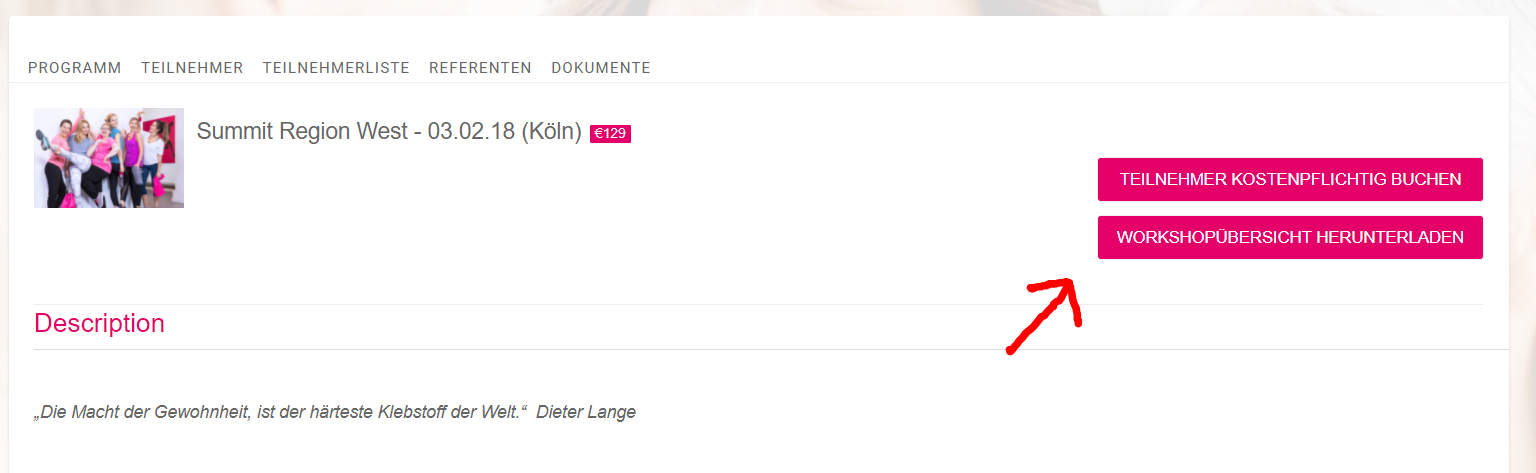 PROGRAMM TEILNEHMER TEILNEHMERLISTE REFERENTEN DOKUMENTE
Summit Region West - 03.02.18 (Köln) €129
TEILNEHMER KOSTENPFLICHTIG BUCHEN
WORKSHOPÜBERSICHT HERUNTERLADEN
Description
„Die Macht der Gewohnheit, ist der härteste Klebstoff der Welt.“ Dieter Lange